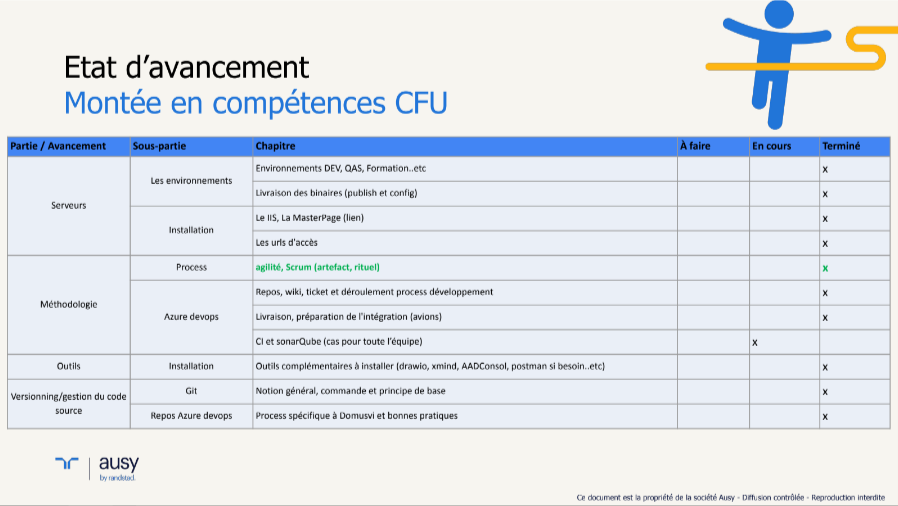 Etat d'avancement
Montée en compétences CFU
Partie / Avancement Sous-partie Chapitre À faire En cours Terminé
Serveurs Les environnements Environnements DEV, QAS, Formation..etc x
Livraison des binaires (publish et config) x
Installation Le IIS, La MasterPage (lien) x
Les urls d'accès x
Méthodologie Process agilité, Scrum (artefact, rituel) x
Azure devops Repos, wiki, ticket et déroulement process développement x
Livraison, préparation de l'intégration (avions) x
CI et sonarQube (cas pour toute l'équipe) x
Outils Installation Outils complémentaires à installer (drawio, xmind, AADConsol, postman si besoin..etc) x
Versionning/gestion du code
source
Git Notion général, commande et principe de base x
Repos Azure devops Process spécifique à Domusvi et bonnes pratiques x
ausy
by randstad.
Ce document est la propriété de la société Ausy - Diffusion contrôlée - Reproduction interdite